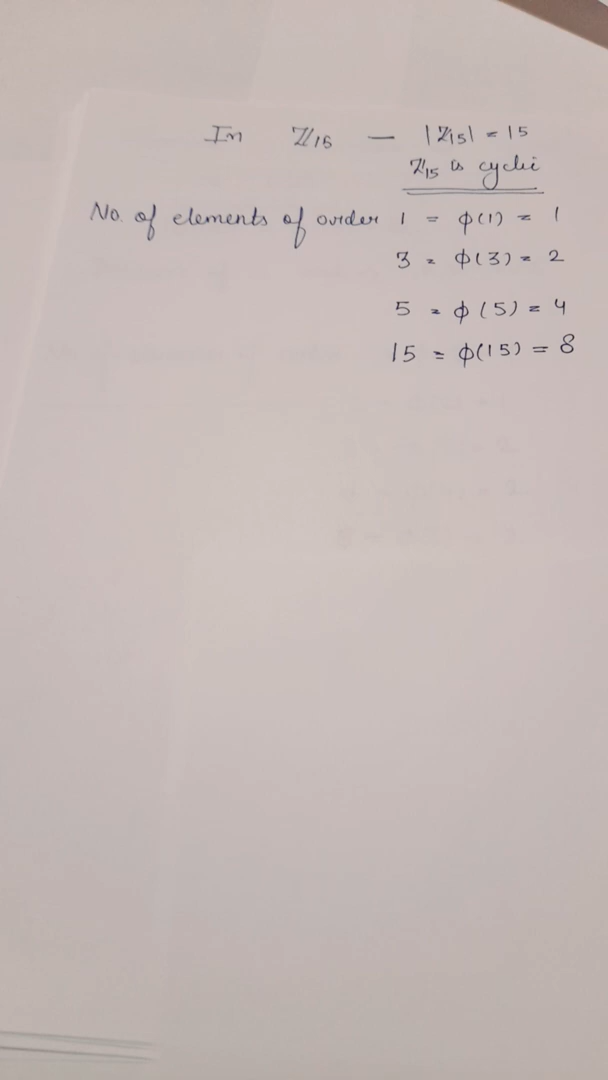 In ℤ15 — |ℤ15| = 15
ℤ15 is cyclic
No. of elements of order 1 = ϕ(1) = 1
3 = ϕ(3) = 2
5 = ϕ(5) = 4
15 = ϕ(15) = 8